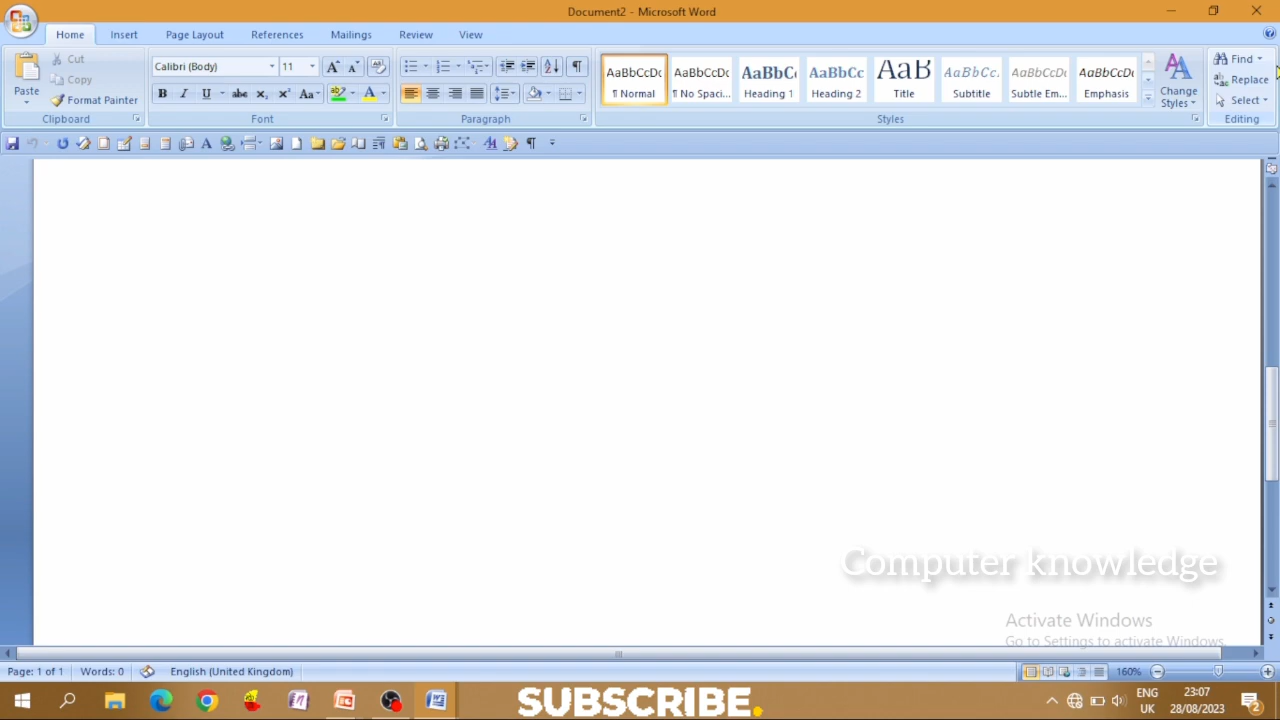 Document2 - Microsoft Word
Home Insert Page Layout References Mailings Review View
Paste
Cut
Copy
Format Painter
Clipboard
Calibri (Body) 11
Font
Paragraph
AaBbCcDc AaBbCcDc AaBbC AaBbCc AaB AaBbCc. AaBbCcDc AaBbCcDc
¶ Normal ¶ No Spaci... Heading 1 Heading 2 Title Subtitle Subtle Em... Emphasis
Change
Styles
Styles
Find
Replace
Select
Editing
Computer knowledge
Activate Windows
Go to Settings to activate Windows.
Page: 1 of 1 Words: 0 English (United Kingdom) 160%
SUBSCRIBE.
ENG
UK
23:07
28/08/2023
2